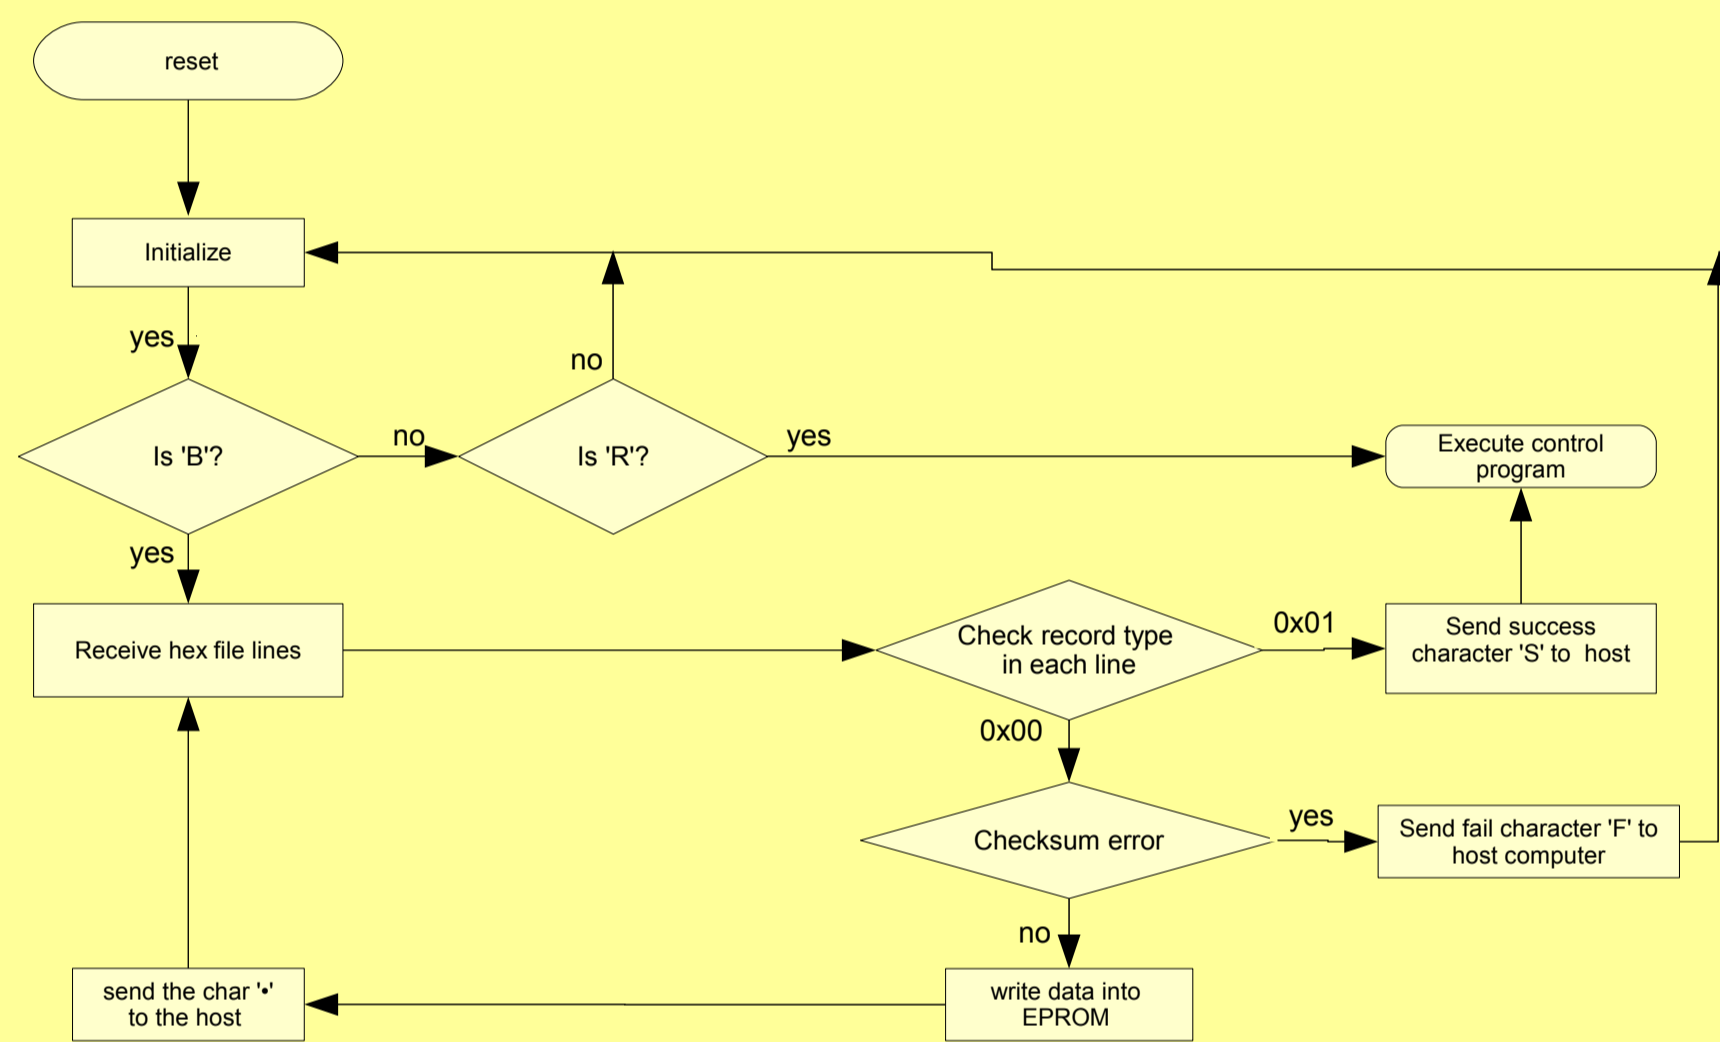 reset
Initialize
yes
no
Is 'B'?
no
Is 'R'?
yes
Execute control
program
yes
Receive hex file lines
Check record type
in each line
0x01
Send success
character 'S' to  host
0x00
Checksum error
yes
Send fail character 'F' to
host computer
no
send the char '•'
to the host
write data into
EPROM